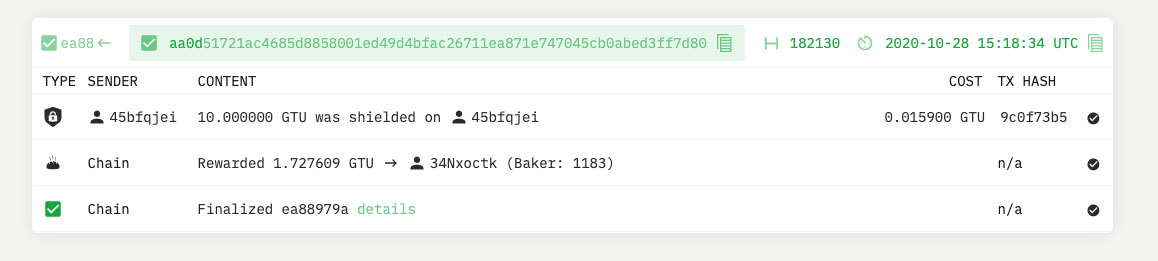 ea88← aa0d51721ac4685d8858001ed49d4bfac26711ea871e747045cb0abed3ff7d80 182130 2020-10-28 15:18:34 UTC
TYPE SENDER CONTENT COST TX HASH
45bfqjei 10.000000 GTU was shielded on 45bfqjei 0.015900 GTU 9c0f73b5
Chain Rewarded 1.727609 GTU → 34Nxoctk (Baker: 1183) n/a
Chain Finalized ea88979a details n/a